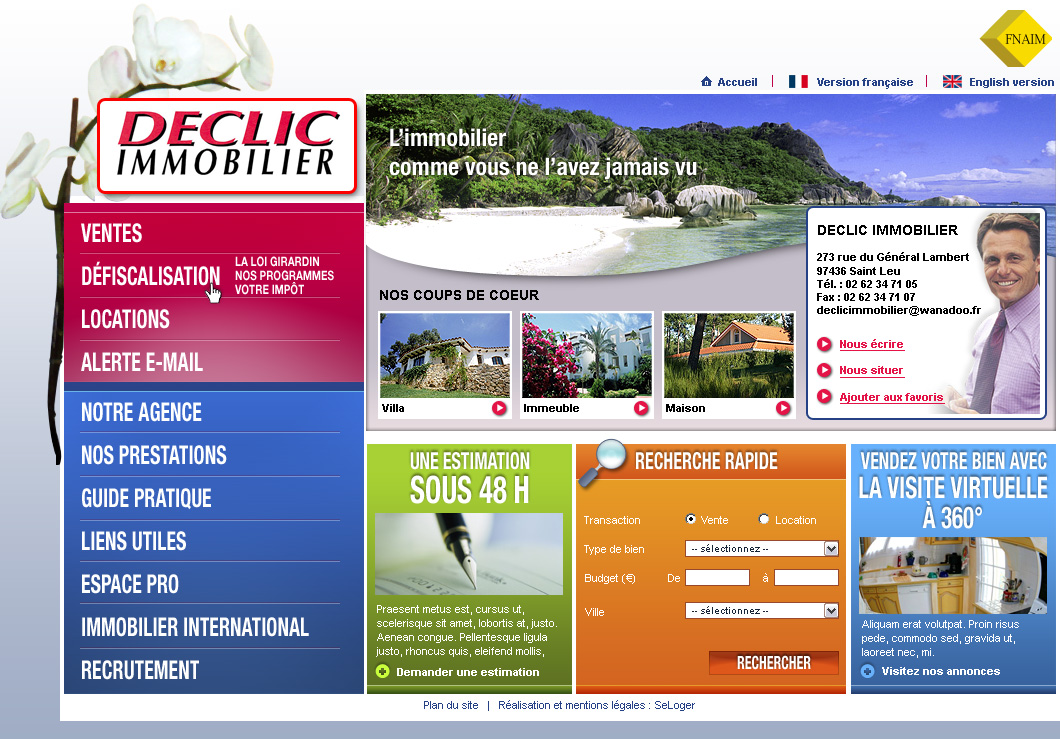 FNAIM
Accueil | Version française | English version
DECLIC
IMMOBILIER
L'immobilier
comme vous ne l'avez jamais vu
VENTES
DÉFISCALISATION
LA LOI GIRARDIN
NOS PROGRAMMES
VOTRE IMPÔT
LOCATIONS
ALERTE E-MAIL
NOTRE AGENCE
NOS PRESTATIONS
GUIDE PRATIQUE
LIENS UTILES
ESPACE PRO
IMMOBILIER INTERNATIONAL
RECRUTEMENT
NOS COUPS DE COEUR
Villa
Immeuble
Maison
DECLIC IMMOBILIER
273 rue du Général Lambert
97436 Saint Leu
Tél. : 02 62 34 71 05
Fax : 02 62 34 71 07
declicimmobilier@wanadoo.fr
Nous écrire
Nous situer
Ajouter aux favoris
UNE ESTIMATION
SOUS 48 H
Praesent metus est, cursus ut,
scelerisque sit amet, lobortis at, justo.
Aenean congue. Pellentesque ligula
justo, rhoncus quis, eleifend mollis,
Demander une estimation
RECHERCHE RAPIDE
Transaction Vente Location
Type de bien -- sélectionnez --
Budget (€) De à
Ville -- sélectionnez --
RECHERCHER
VENDEZ VOTRE BIEN AVEC
LA VISITE VIRTUELLE
À 360°
Aliquam erat volutpat. Proin risus
pede, commodo sed, gravida ut,
laoreet nec, mi.
Visitez nos annonces
Plan du site | Réalisation et mentions légales : SeLoger